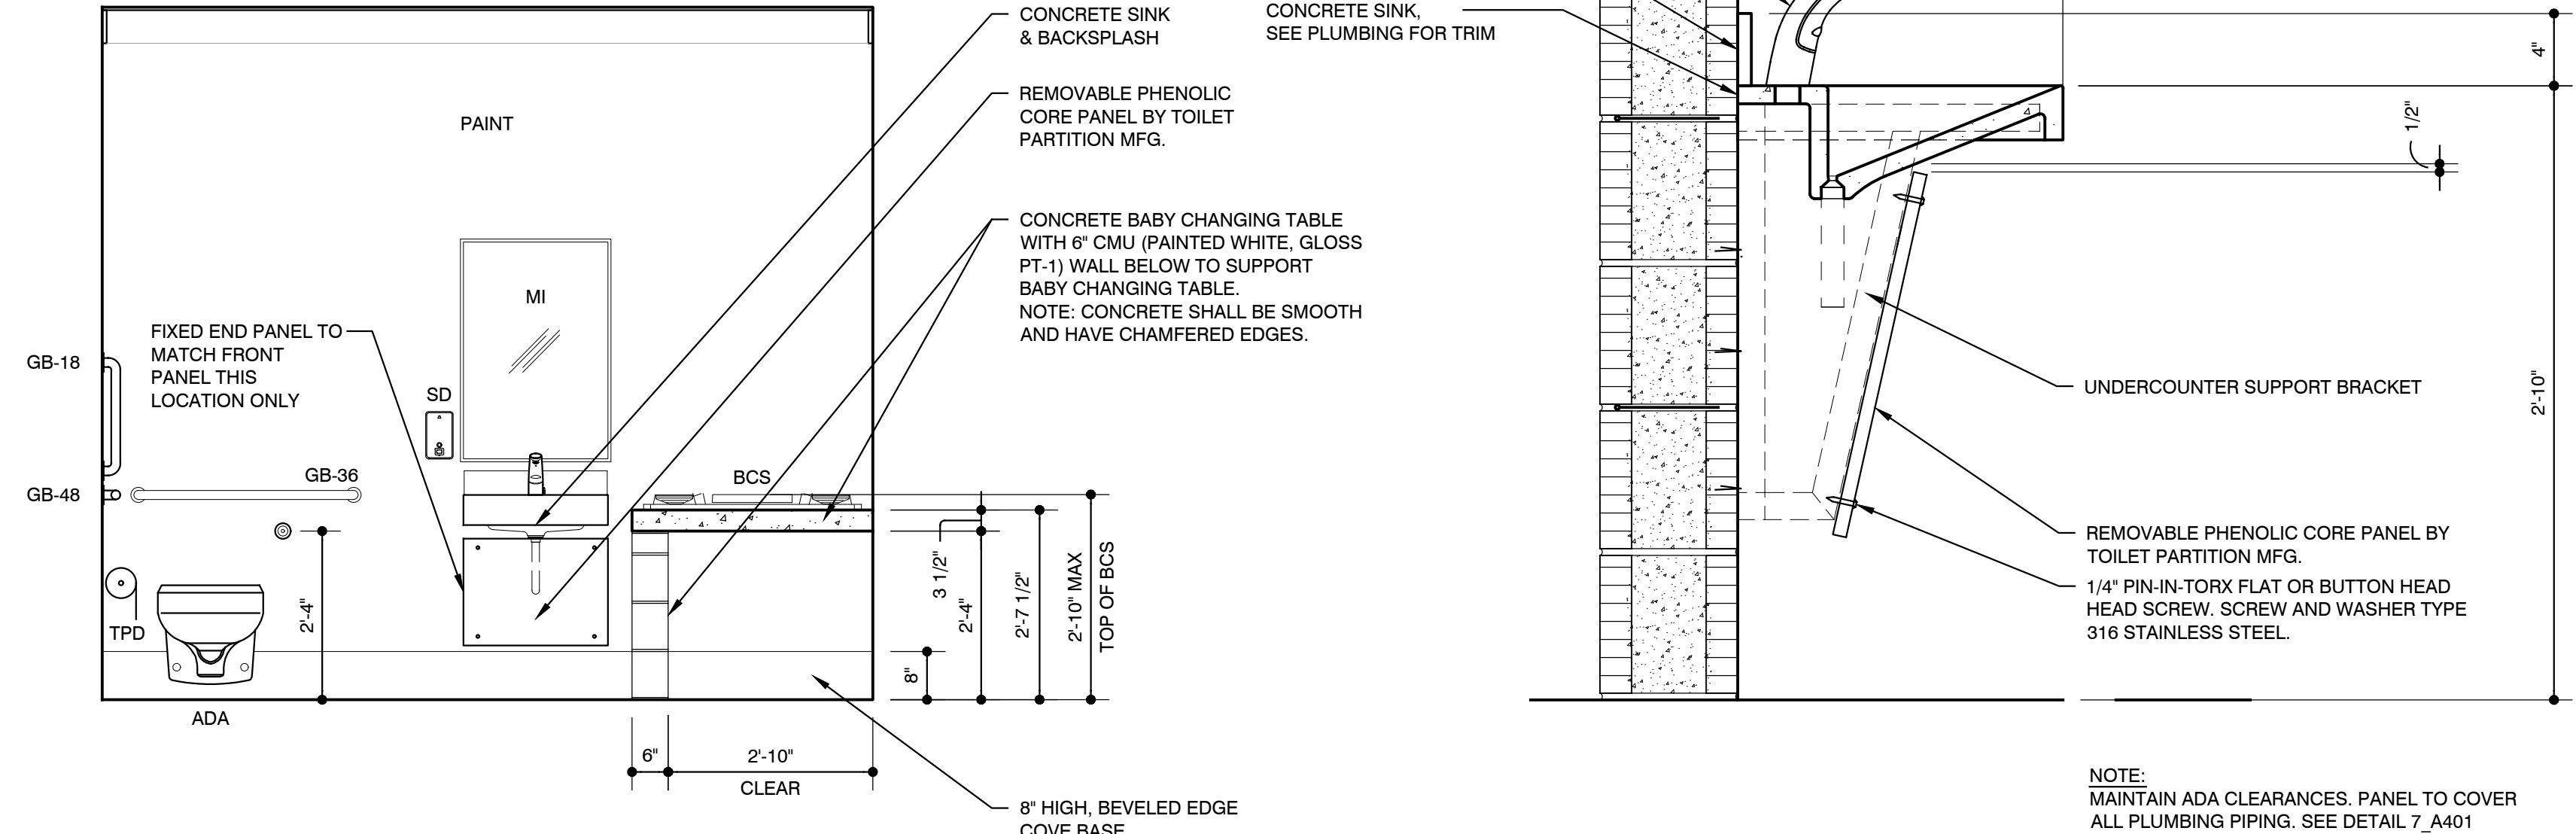 CONCRETE SINK
& BACKSPLASH
REMOVABLE PHENOLIC
CORE PANEL BY TOILET
PARTITION MFG.
PAINT
CONCRETE BABY CHANGING TABLE
WITH 6" CMU (PAINTED WHITE, GLOSS
PT-1) WALL BELOW TO SUPPORT
BABY CHANGING TABLE.
NOTE: CONCRETE SHALL BE SMOOTH
AND HAVE CHAMFERED EDGES.
MI
FIXED END PANEL TO
MATCH FRONT
PANEL THIS
LOCATION ONLY
GB-18
SD
GB-36
GB-48
BCS
TPD
2'-4"
ADA
8"
3 1/2"
2'-4"
2'-7 1/2"
2'-10" MAX
TOP OF BCS
6"
2'-10"
CLEAR
8" HIGH, BEVELED EDGE
COVE BASE
CONCRETE SINK,
SEE PLUMBING FOR TRIM
4"
1/2"
2'-10"
UNDERCOUNTER SUPPORT BRACKET
REMOVABLE PHENOLIC CORE PANEL BY
TOILET PARTITION MFG.
1/4" PIN-IN-TORX FLAT OR BUTTON HEAD
HEAD SCREW. SCREW AND WASHER TYPE
316 STAINLESS STEEL.
NOTE:
MAINTAIN ADA CLEARANCES. PANEL TO COVER
ALL PLUMBING PIPING. SEE DETAIL 7_A401